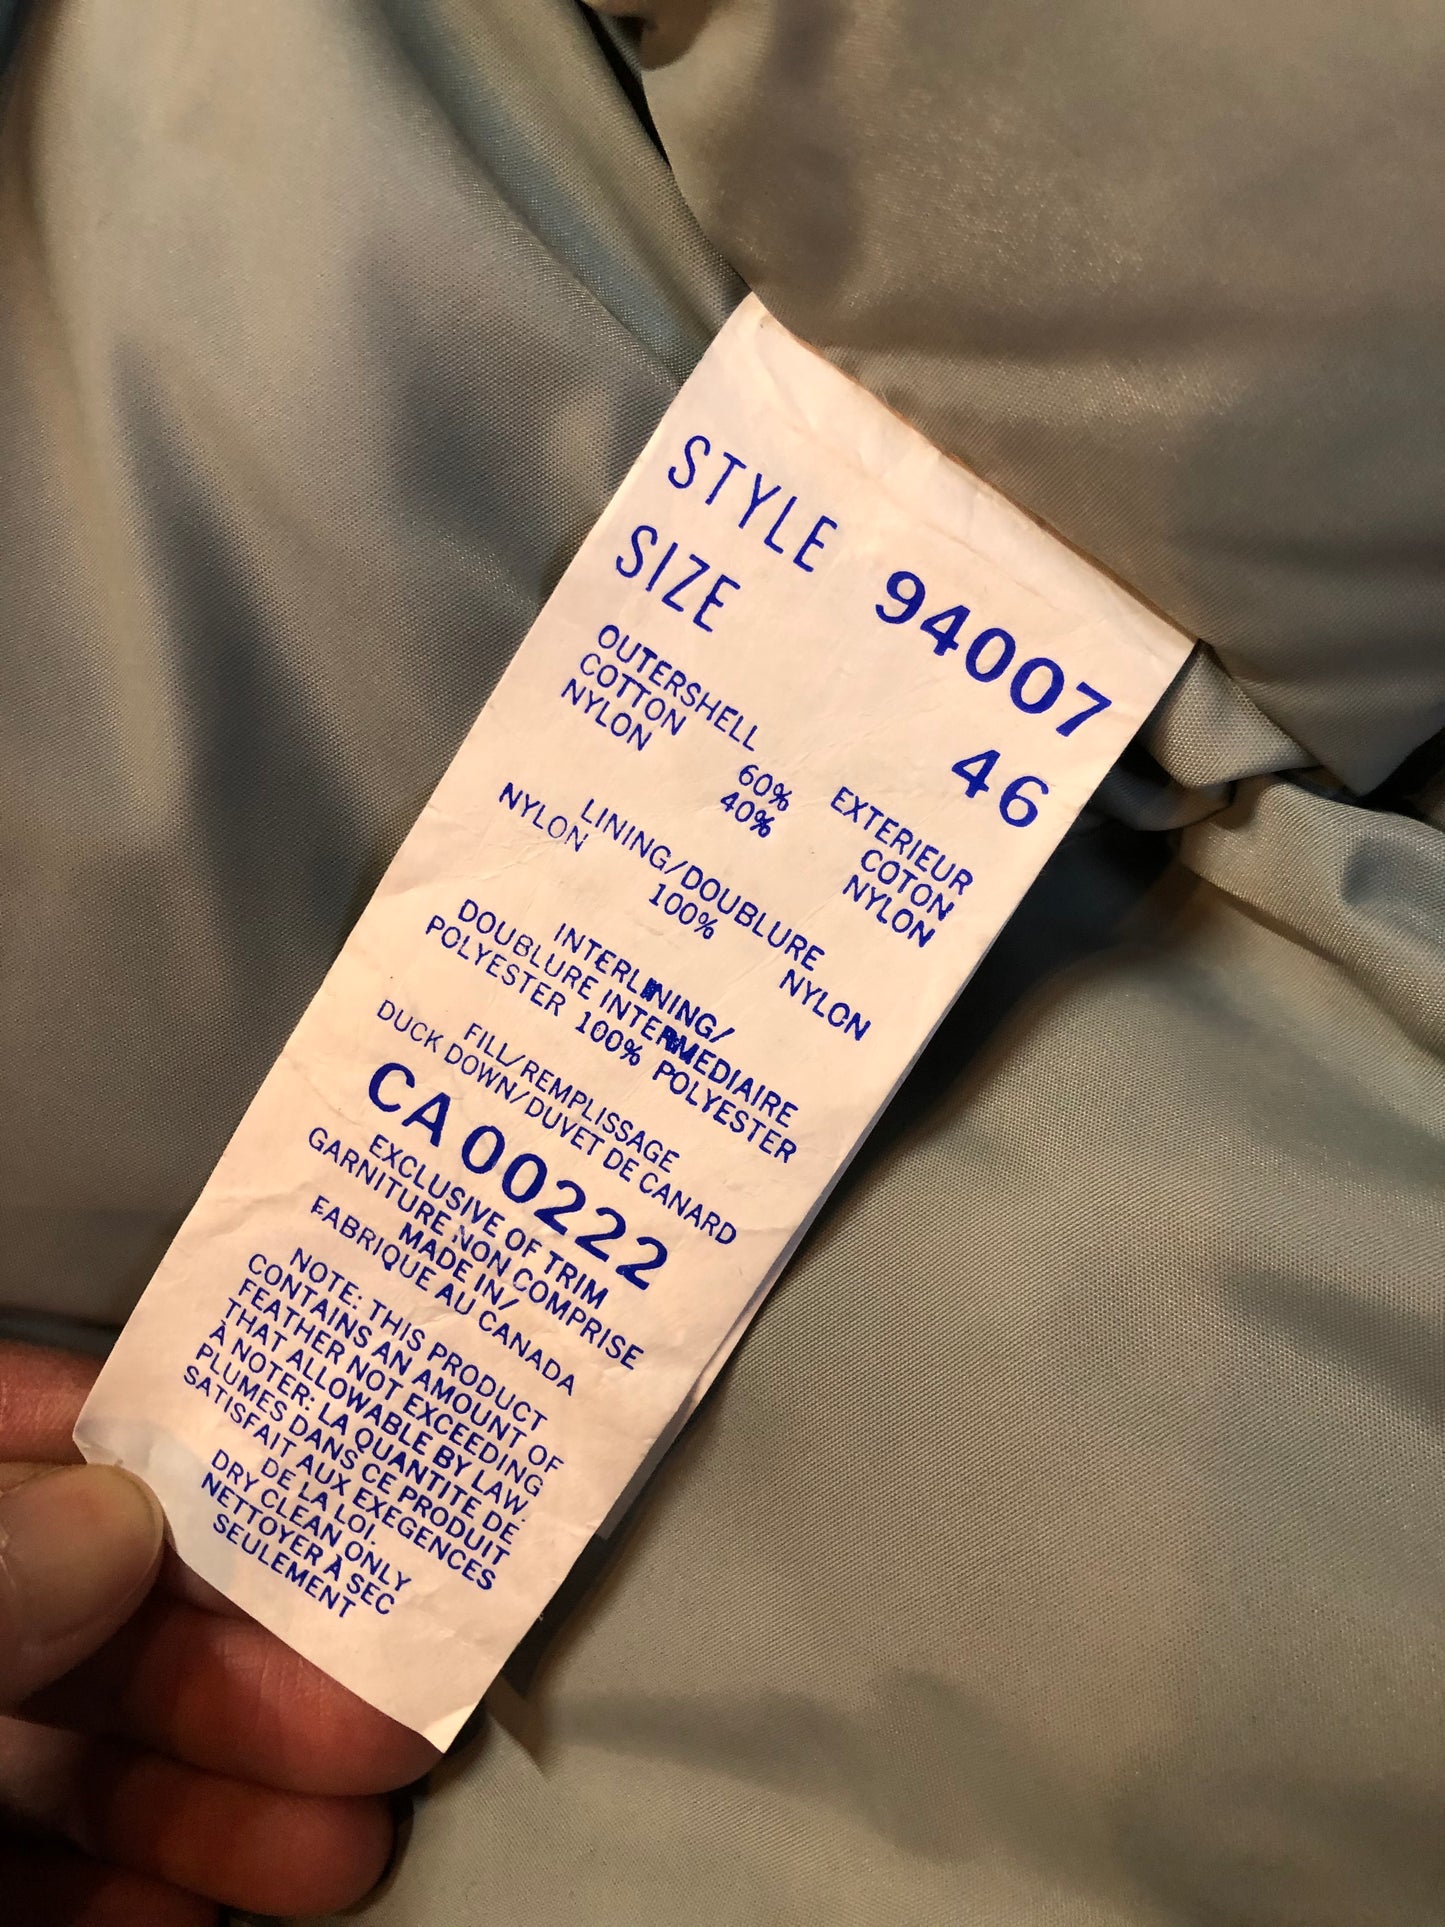 STYLE 94007
SIZE 46
OUTERSHELL EXTERIEUR
COTTON 60% COTON
NYLON 40% NYLON
LINING/DOUBLURE
NYLON 100% NYLON
INTERLINING/
DOUBLURE INTERMEDIAIRE
POLYESTER 100% POLYESTER
FILL/REMPLISSAGE
DUCK DOWN/DUVET DE CANARD
CA 00222
EXCLUSIVE OF TRIM
GARNITURE NON COMPRISE
MADE IN/
FABRIQUE AU CANADA
NOTE: THIS PRODUCT
CONTAINS AN AMOUNT OF
FEATHER NOT EXCEEDING
THAT ALLOWABLE BY LAW.
À NOTER: LA QUANTITE DE
PLUMES DANS CE PRODUIT
SATISFAIT AUX EXEGENCES
DE LA LOI.
DRY CLEAN ONLY
NETTOYER À SEC
SEULEMENT